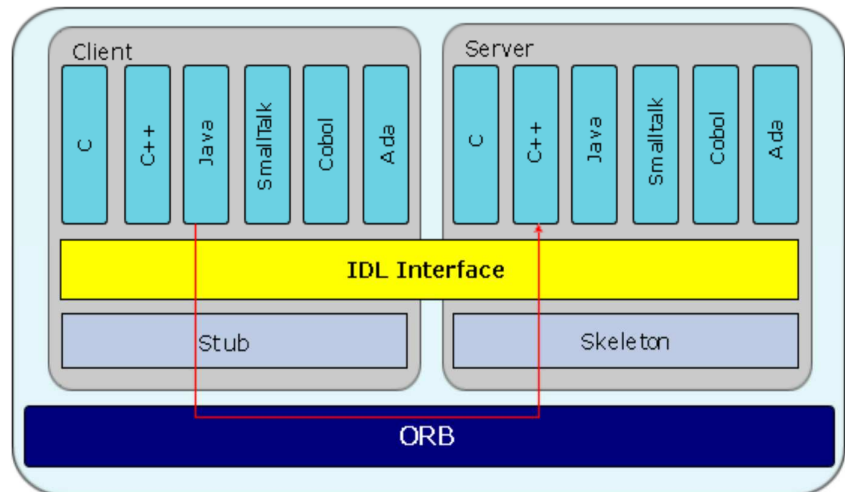 Client
Server
C
C++
Java
SmallTalk
Cobol
Ada
C
C++
Java
Smalltalk
Cobol
Ada
IDL Interface
Stub
Skeleton
ORB